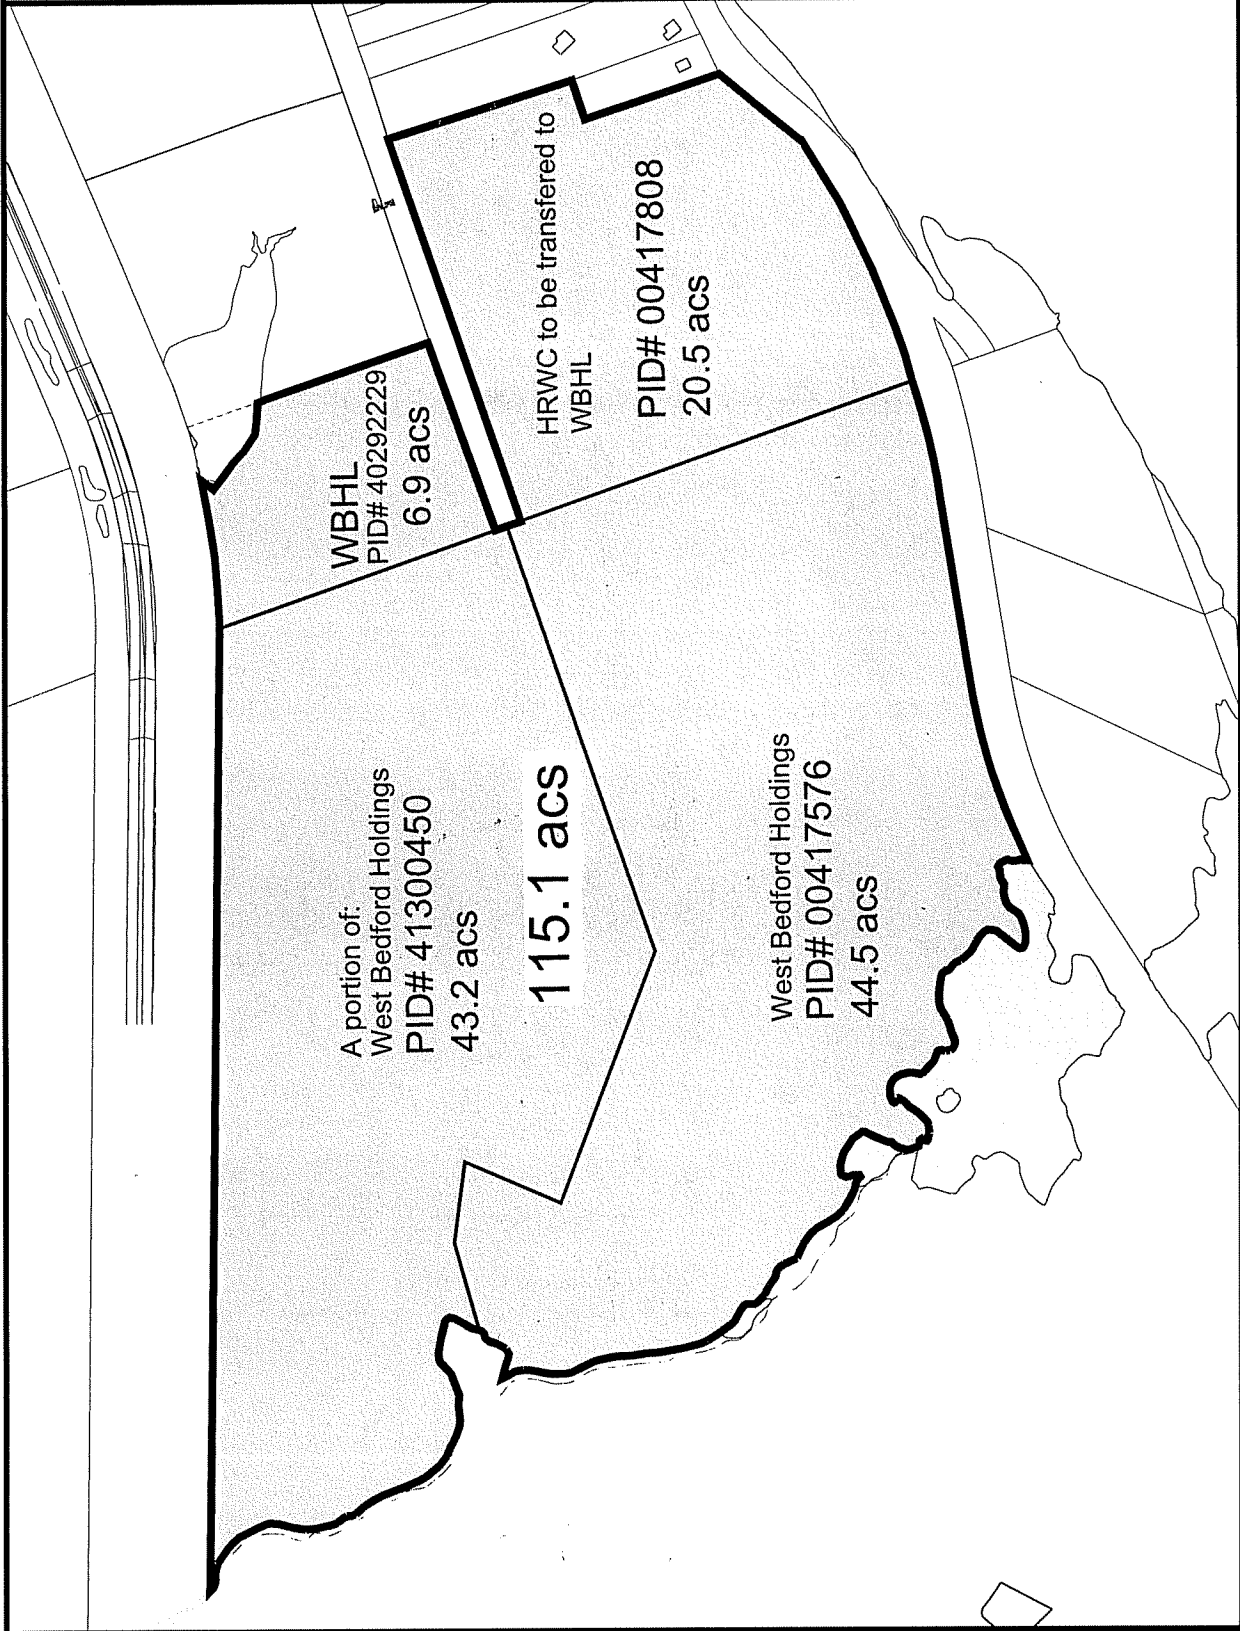 WBHL
PID# 40292229
6.9 acs
HRWC to be transfered to
WBHL
PID# 00417808
20.5 acs
A portion of:
West Bedford Holdings
PID# 41300450
43.2 acs
115.1 acs
West Bedford Holdings
PID# 00417576
44.5 acs